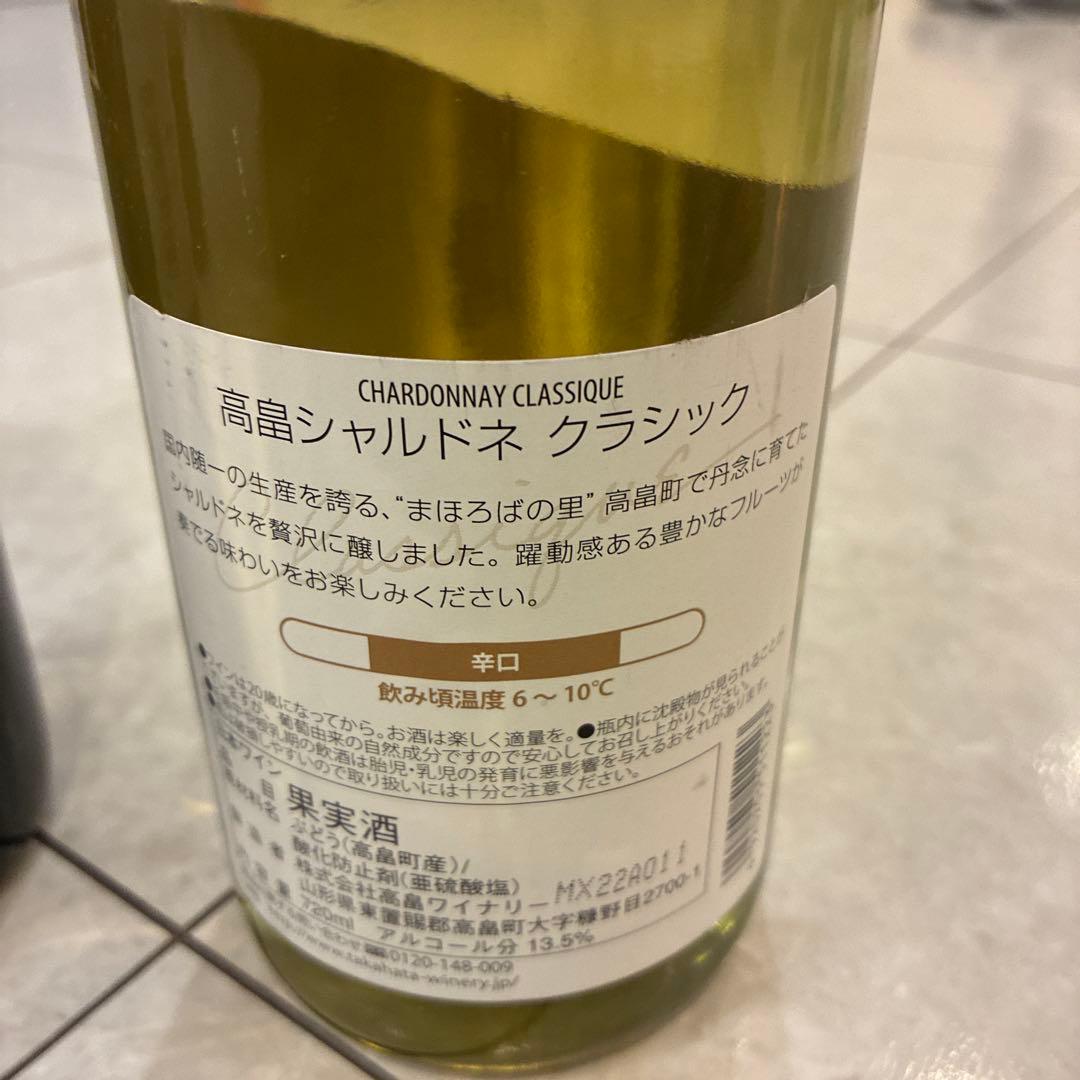 CHARDONNAY CLASSIQUE
高畠シャルドネ クラシック
国内随一の生産を誇る、“まほろばの里” 高畠町で丹念に育てた
シャルドネを贅沢に醸しました。躍動感ある豊かなフルーツが
奏でる味わいをお楽しみください。
Classique
辛口
飲み頃温度 6 〜 10℃
●ワインは20歳になってから。お酒は楽しく適量を。●瓶内に沈殿物が見られることが
ありますが、葡萄由来の自然成分ですので安心してお召し上がりください。
授乳期の飲酒は胎児・乳児の発育に悪影響を与えるおそれがあります。
しやすいので取り扱いには十分ご注意ください。
ワイン
目 果実酒
材料名 ぶどう(高畠町産)/
酸化防止剤(亜硫酸塩)
者 株式会社高畠ワイナリー
MX22A011
山形県東置賜郡高畠町大字糠野目2700-1
量 720ml アルコール分 13.5%
0120-148-009
http://www.takahata-winery.jp/